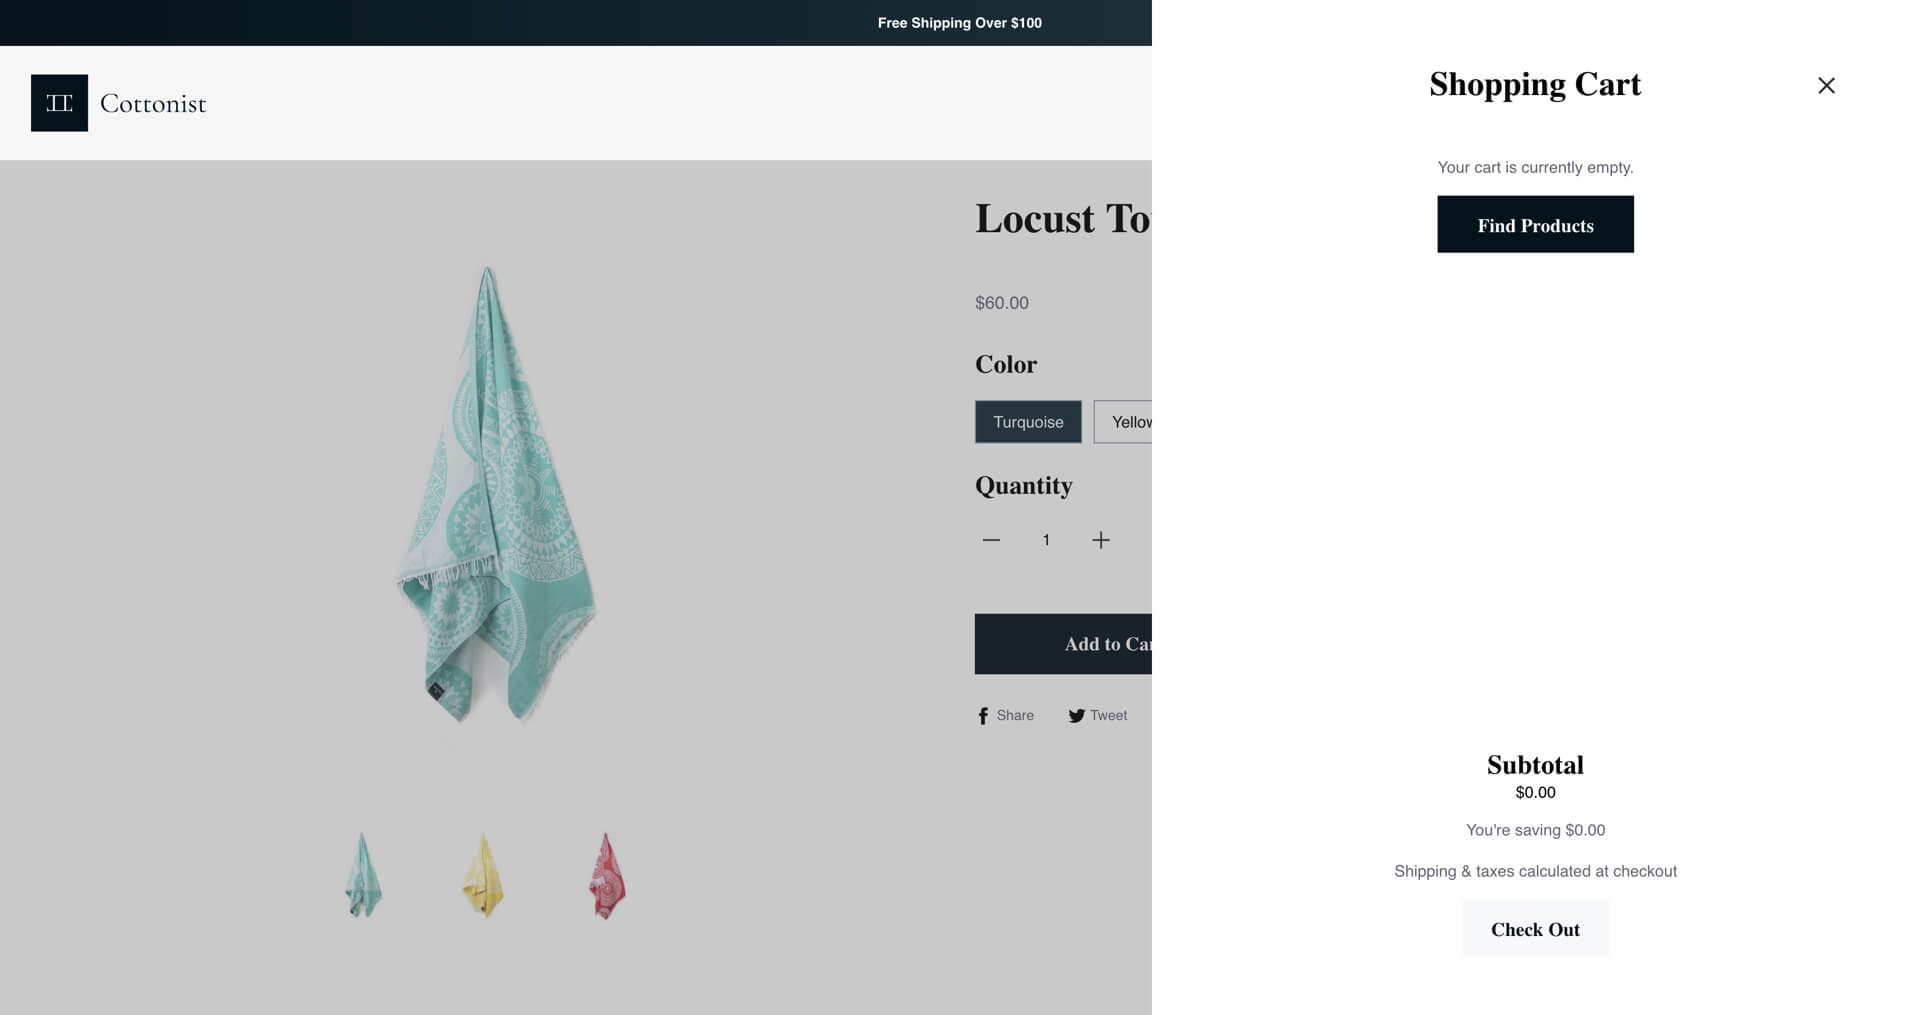 Free Shipping Over $100
Cottonist
Locust To
$60.00
Color
Turquoise
Yellow
Quantity
1
Add to Car
Share
Tweet
Shopping Cart
Your cart is currently empty.
Find Products
Subtotal
$0.00
You're saving $0.00
Shipping & taxes calculated at checkout
Check Out